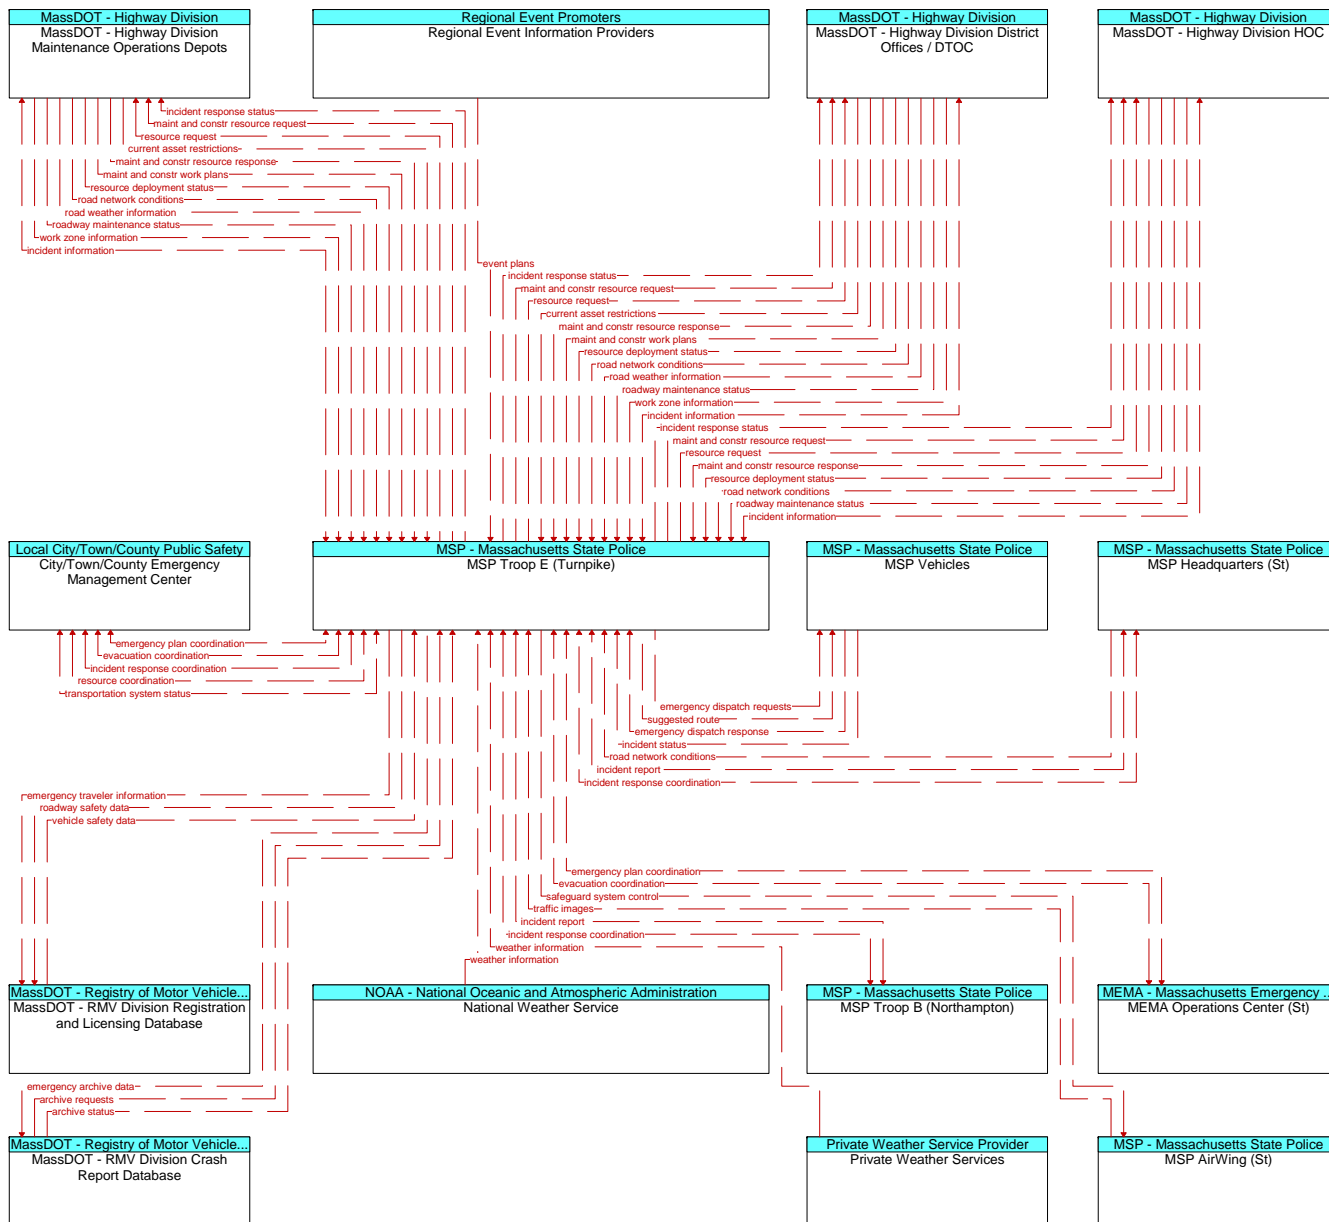 MassDOT - Highway Division
MassDOT - Highway Division
Maintenance Operations Depots
Regional Event Promoters
Regional Event Information Providers
MassDOT - Highway Division
MassDOT - Highway Division District
Offices / DTOC
MassDOT - Highway Division
MassDOT - Highway Division HOC
incident response status
maint and constr resource request
resource request
current asset restrictions
maint and constr resource response
maint and constr work plans
resource deployment status
road network conditions
road weather information
roadway maintenance status
work zone information
incident information
event plans
incident response status
maint and constr resource request
resource request
current asset restrictions
maint and constr resource response
maint and constr work plans
resource deployment status
road network conditions
road weather information
roadway maintenance status
work zone information
incident information
incident response status
maint and constr resource request
resource request
maint and constr resource response
resource deployment status
road network conditions
roadway maintenance status
incident information
Local City/Town/County Public Safety
City/Town/County Emergency
Management Center
MSP - Massachusetts State Police
MSP Troop E (Turnpike)
MSP - Massachusetts State Police
MSP Vehicles
MSP - Massachusetts State Police
MSP Headquarters (St)
emergency plan coordination
evacuation coordination
incident response coordination
resource coordination
transportation system status
emergency dispatch requests
suggested route
emergency dispatch response
incident status
road network conditions
incident report
incident response coordination
emergency traveler information
roadway safety data
vehicle safety data
emergency plan coordination
evacuation coordination
safeguard system control
traffic images
incident report
incident response coordination
weather information
weather information
MassDOT - Registry of Motor Vehicle...
MassDOT - RMV Division Registration
and Licensing Database
NOAA - National Oceanic and Atmospheric Administration
National Weather Service
MSP - Massachusetts State Police
MSP Troop B (Northampton)
MEMA - Massachusetts Emergency ...
MEMA Operations Center (St)
emergency archive data
archive requests
archive status
MassDOT - Registry of Motor Vehicle...
MassDOT - RMV Division Crash
Report Database
Private Weather Service Provider
Private Weather Services
MSP - Massachusetts State Police
MSP AirWing (St)